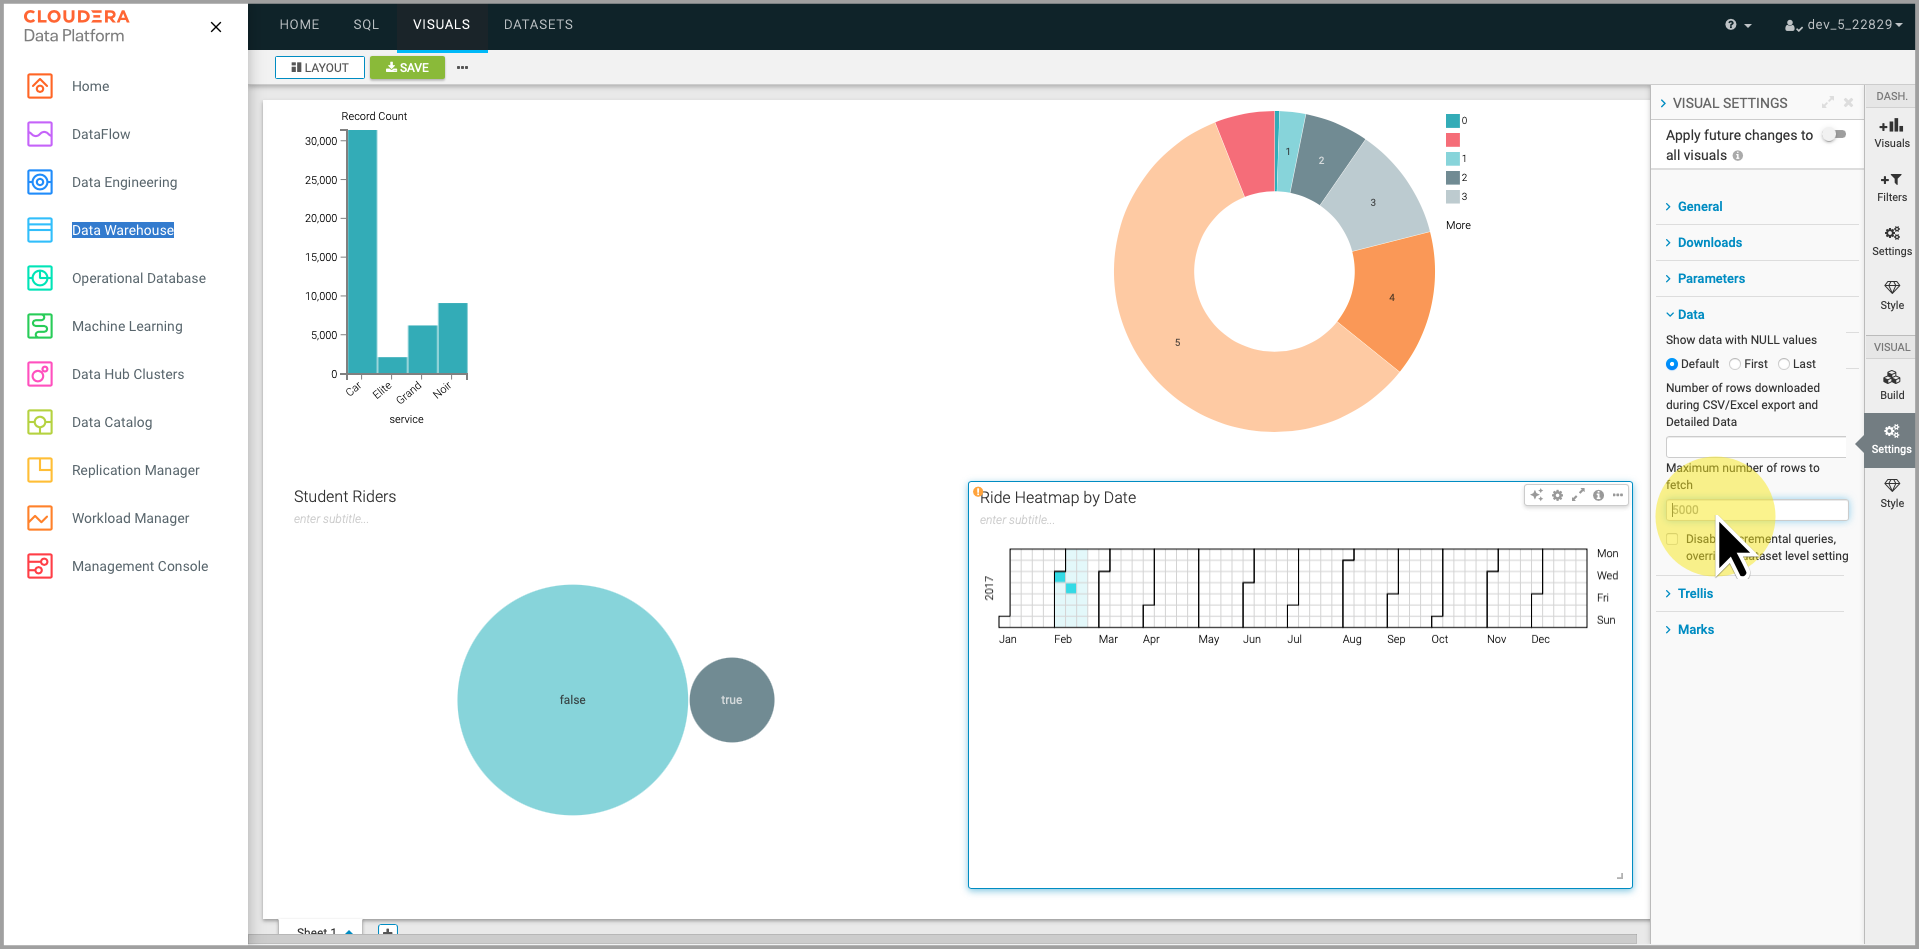 CLOUDERA
Data Platform
Home
DataFlow
Data Engineering
Data Warehouse
Operational Database
Machine Learning
Data Hub Clusters
Data Catalog
Replication Manager
Workload Manager
Management Console
HOME SQL VISUALS DATASETS
dev_5_22829
LAYOUT SAVE
Record Count
30,000
25,000
20,000
15,000
10,000
5,000
0
Car Elite Grand Noir
service
1
2
3
4
5
0
1
2
3
More
Student Riders
enter subtitle...
false
true
Ride Heatmap by Date
enter subtitle...
2017
Mon
Wed
Fri
Sun
Jan Feb Mar Apr May Jun Jul Aug Sep Oct Nov Dec
Sheet 1
VISUAL SETTINGS
Apply future changes to
all visuals
General
Downloads
Parameters
Data
Show data with NULL values
Default First Last
Number of rows downloaded
during CSV/Excel export and
Detailed Data
Maximum number of rows to
fetch
5000
remental queries,
taset level setting
Trellis
Marks
DASH.
Visuals
Filters
Settings
Style
VISUAL
Build
Settings
Style